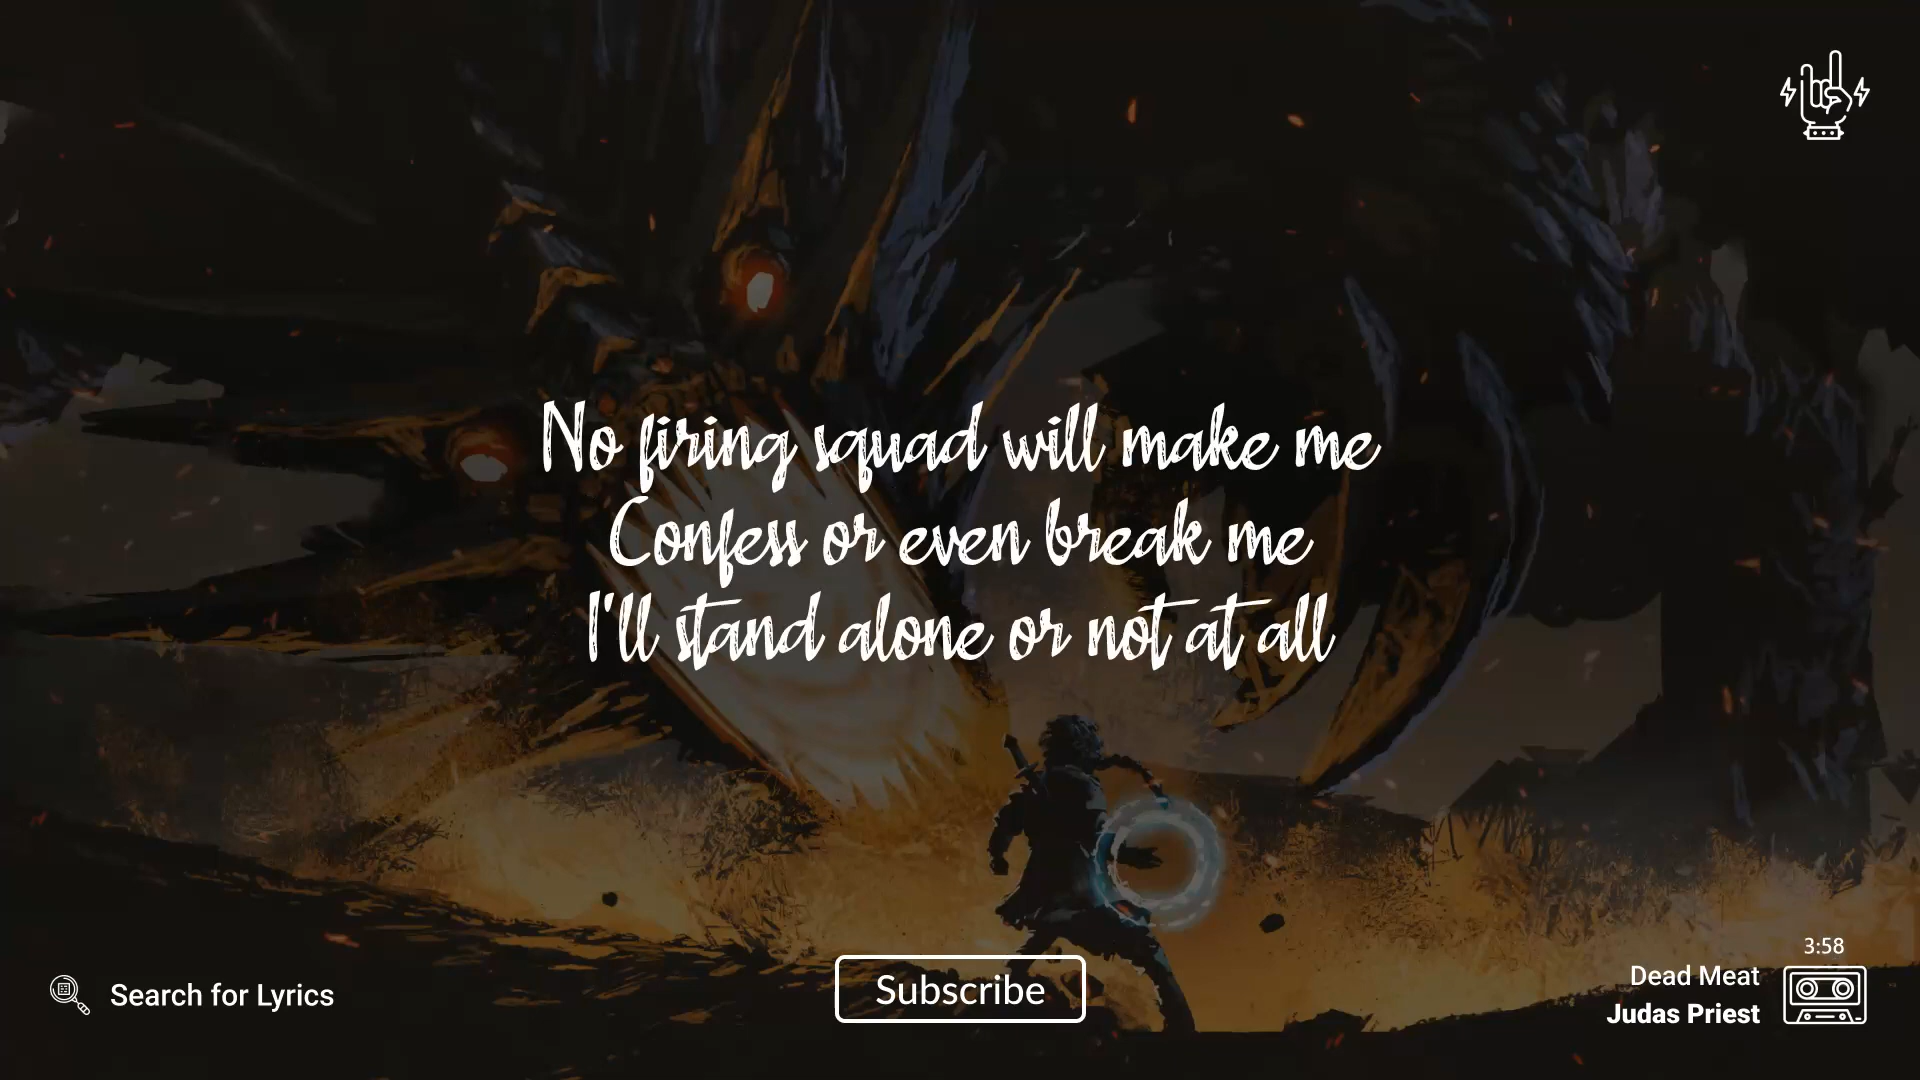 No firing squad will make me
Confess or even break me
I'll stand alone or not at all
Search for Lyrics
Subscribe
3:58
Dead Meat
Judas Priest